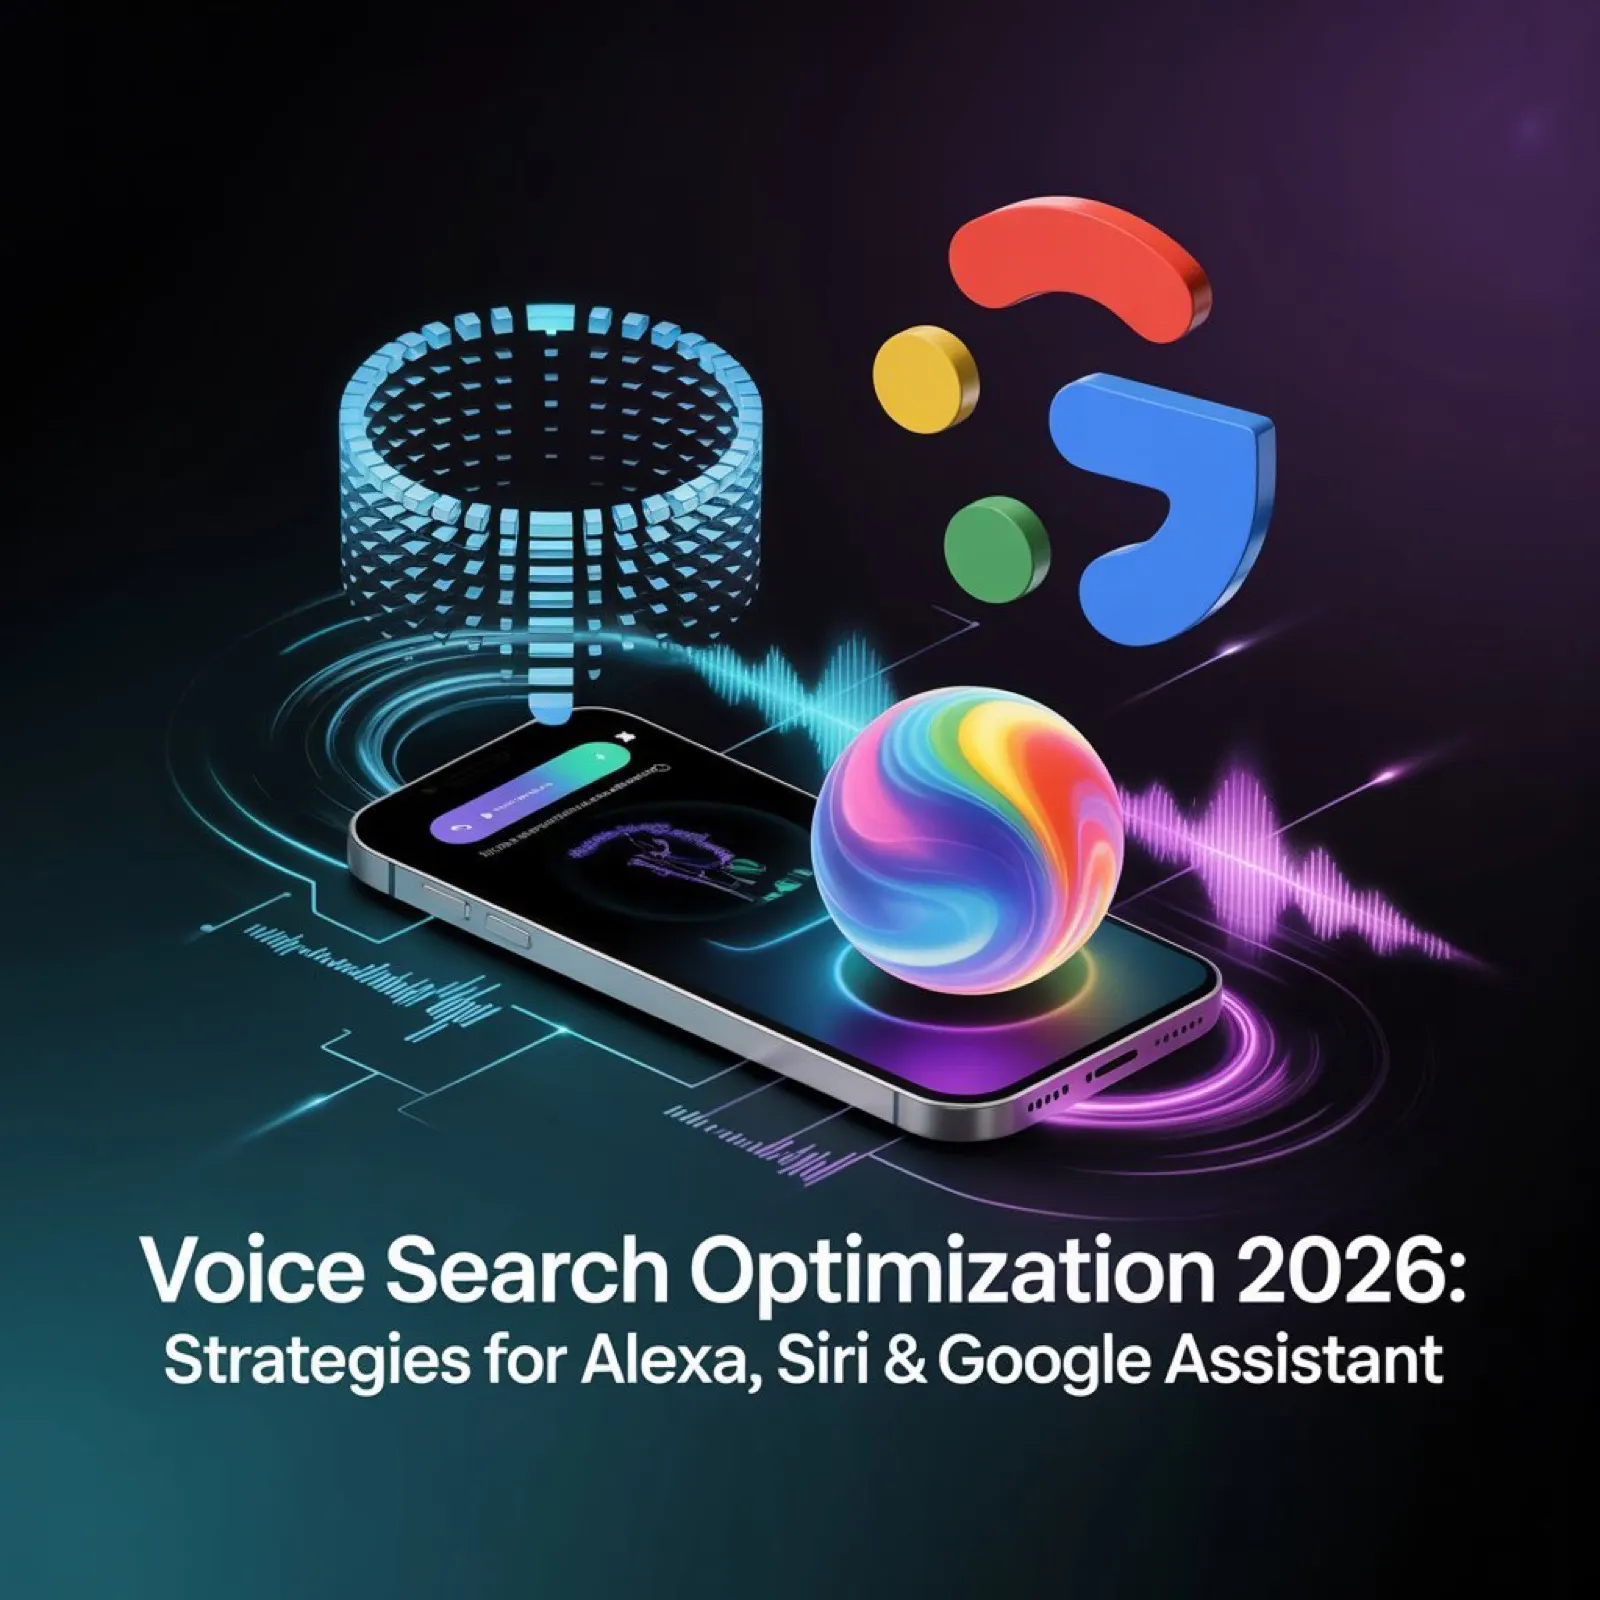 Voice Search Optimization 2026:
Strategies for Alexa, Siri & Google Assistant